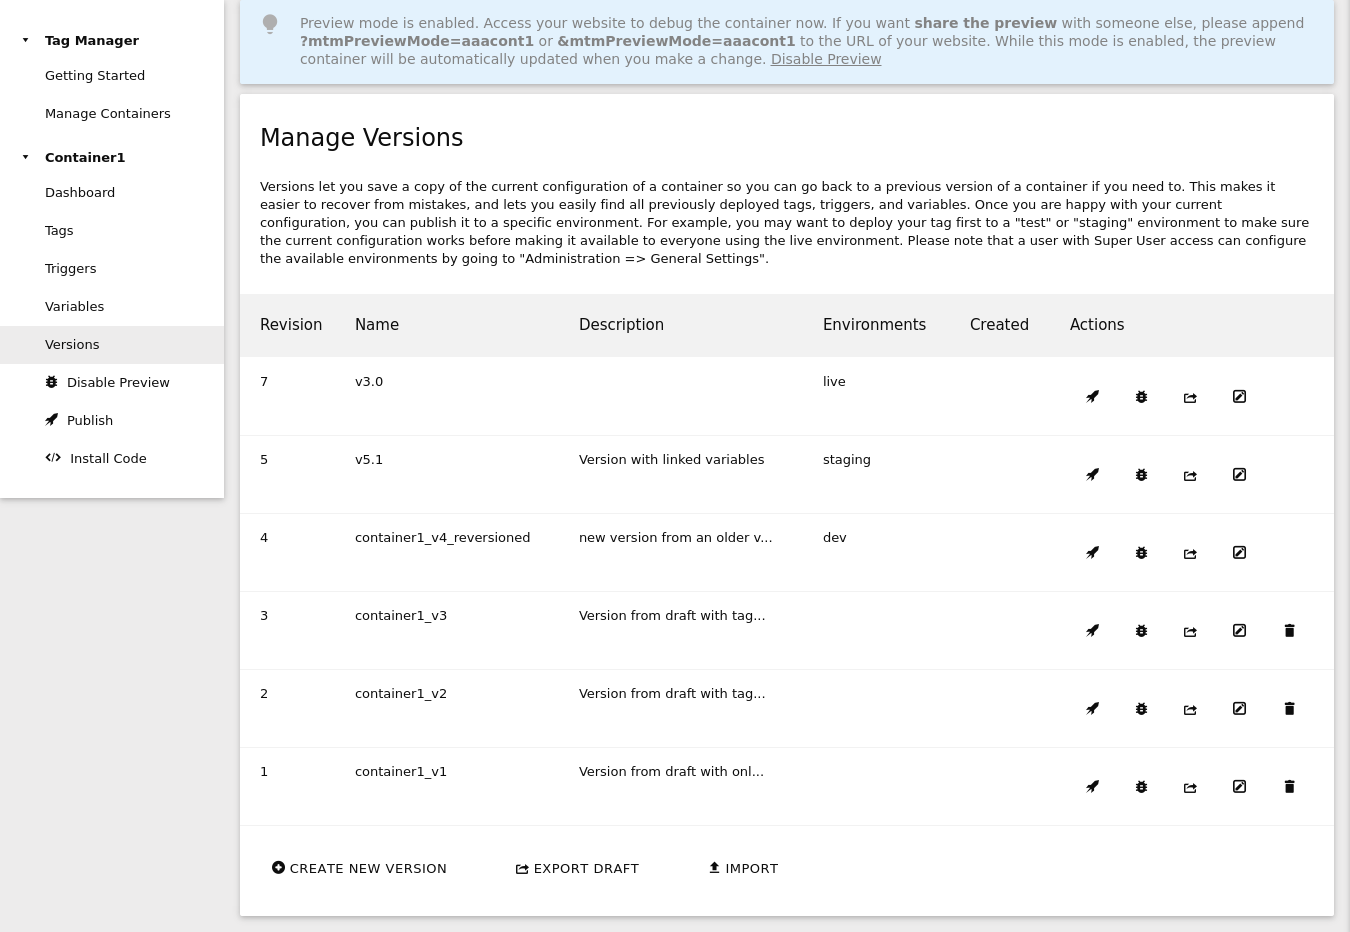 Tag Manager
Getting Started
Manage Containers
Container1
Dashboard
Tags
Triggers
Variables
Versions
Disable Preview
Publish
Install Code
Preview mode is enabled. Access your website to debug the container now. If you want share the preview with someone else, please append
?mtmPreviewMode=aaacont1 or &mtmPreviewMode=aaacont1 to the URL of your website. While this mode is enabled, the preview
container will be automatically updated when you make a change. Disable Preview
Manage Versions
Versions let you save a copy of the current configuration of a container so you can go back to a previous version of a container if you need to. This makes it
easier to recover from mistakes, and lets you easily find all previously deployed tags, triggers, and variables. Once you are happy with your current
configuration, you can publish it to a specific environment. For example, you may want to deploy your tag first to a "test" or "staging" environment to make sure
the current configuration works before making it available to everyone using the live environment. Please note that a user with Super User access can configure
the available environments by going to "Administration => General Settings".
Revision Name Description Environments Created Actions
7 v3.0 live
5 v5.1 Version with linked variables staging
4 container1_v4_reversioned new version from an older v... dev
3 container1_v3 Version from draft with tag...
2 container1_v2 Version from draft with tag...
1 container1_v1 Version from draft with onl...
CREATE NEW VERSION EXPORT DRAFT IMPORT